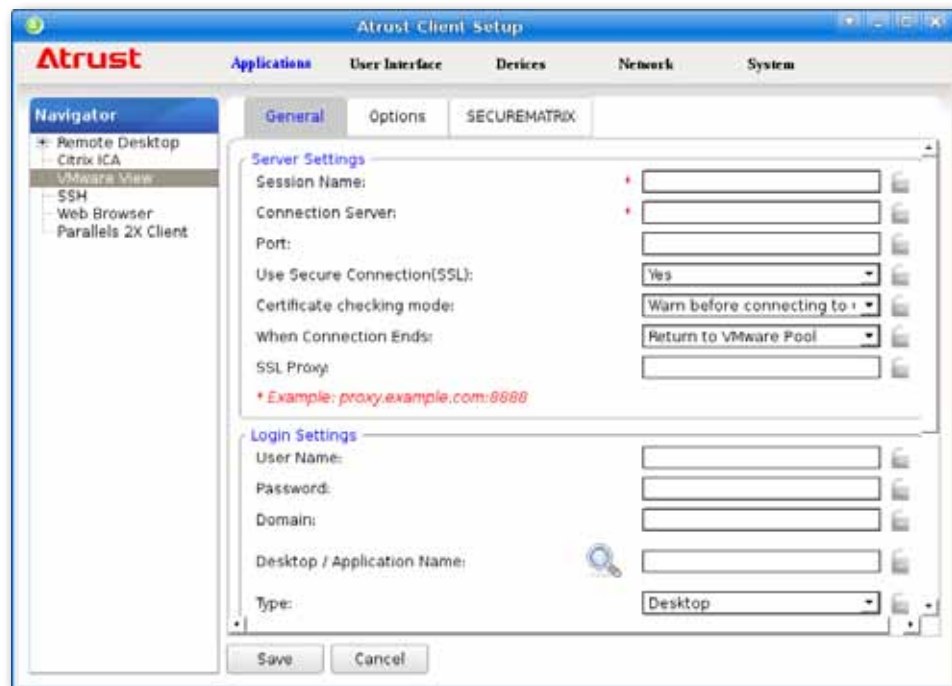 Atrust Client Setup
Atrust
Applications User Interface Devices Network System
Navigator
Remote Desktop
Citrix ICA
VMware View
SSH
Web Browser
Parallels 2X Client
General Options SECUREMATRIX
Server Settings
Session Name: *
Connection Server: *
Port:
Use Secure Connection(SSL): Yes
Certificate checking mode: Warn before connecting to
When Connection Ends: Return to VMware Pool
SSL Proxy:
* Example: proxy.example.com:8888
Login Settings
User Name:
Password:
Domain:
Desktop / Application Name:
Type: Desktop
Save Cancel